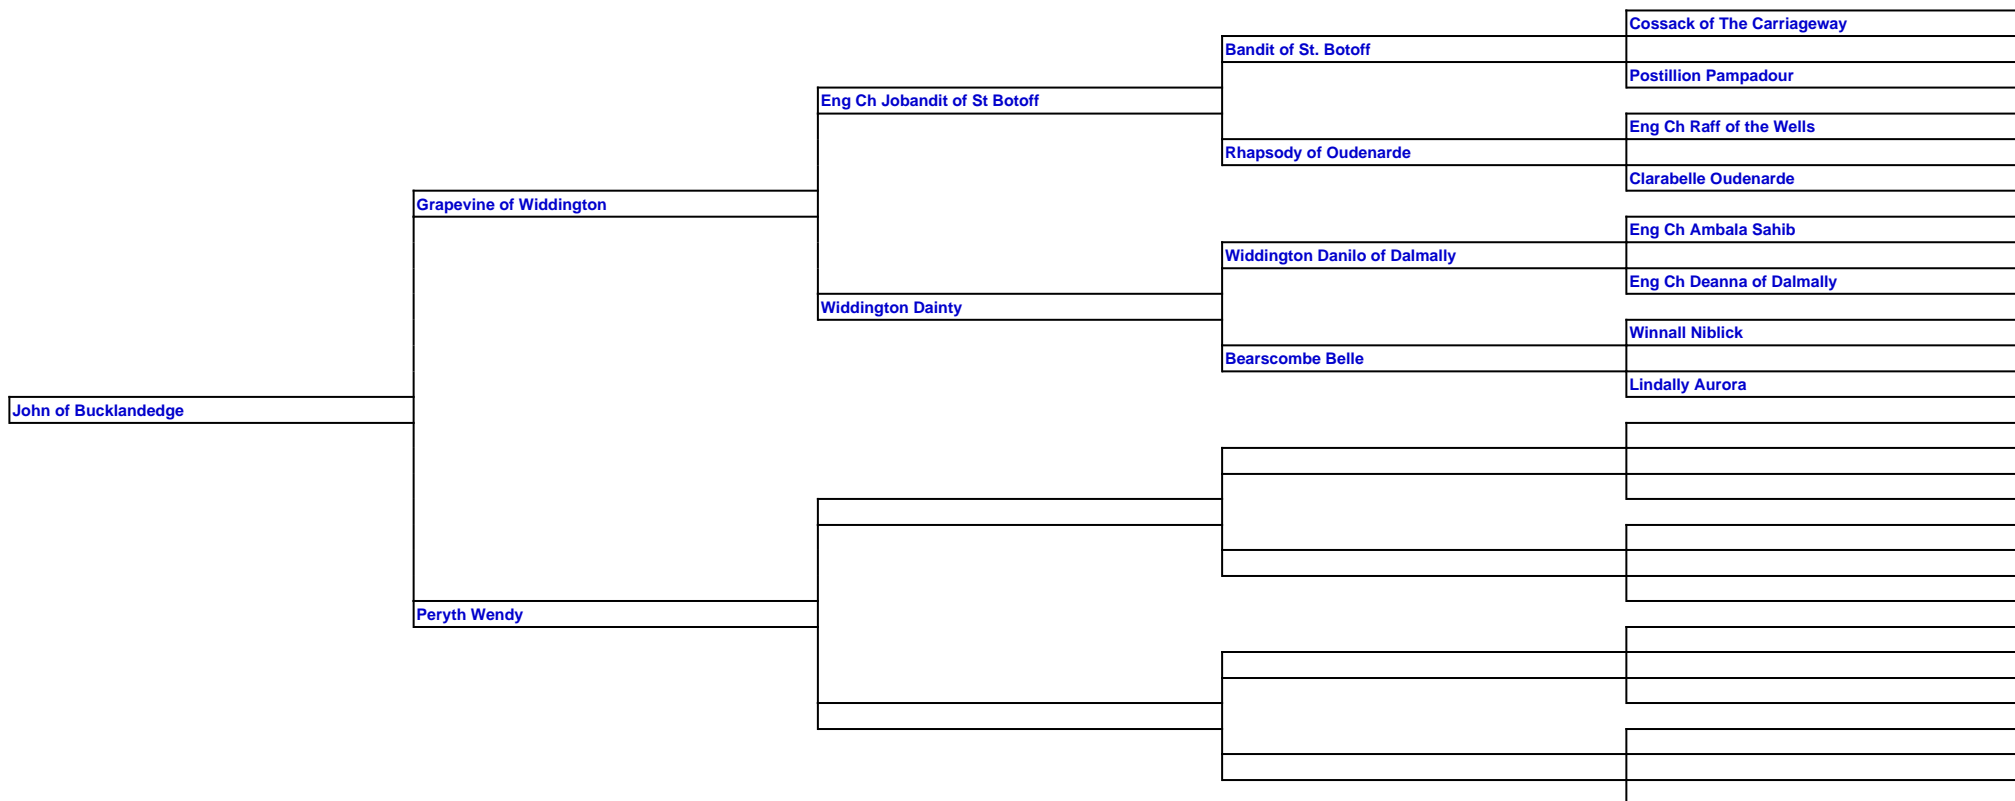 Cossack of The Carriageway
Bandit of St. Botoff
Postillion Pampadour
Eng Ch Jobandit of St Botoff
Eng Ch Raff of the Wells
Rhapsody of Oudenarde
Clarabelle Oudenarde
Grapevine of Widdington
Eng Ch Ambala Sahib
Widdington Danilo of Dalmally
Eng Ch Deanna of Dalmally
Widdington Dainty
Winnall Niblick
Bearscombe Belle
Lindally Aurora
John of Bucklandedge
Peryth Wendy